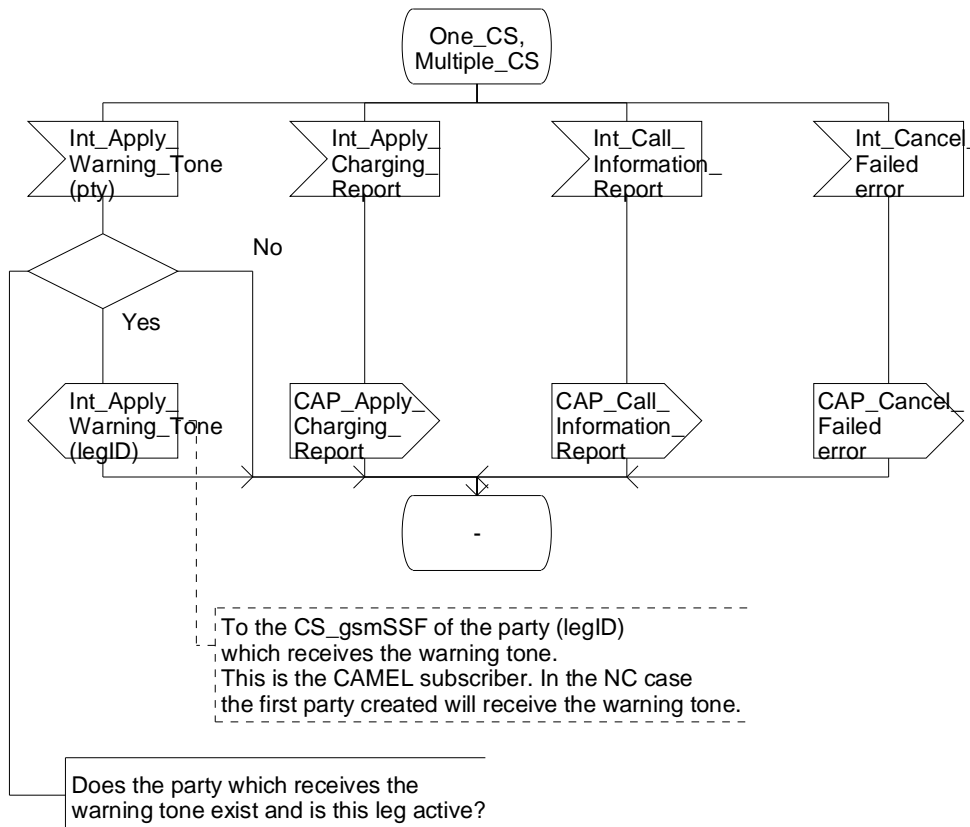 One_CS,
Multiple_CS
Int_Apply_
Warning_Tone
(pty)
Int_Apply_
Charging_
Report
Int_Call_
Information_
Report
Int_Cancel_
Failed
error
No
Yes
Int_Apply_
Warning_Tone
(legID)
CAP_Apply_
Charging_
Report
CAP_Call_
Information_
Report
CAP_Cancel_
Failed
error
-
To the CS_gsmSSF of the party (legID)
which receives the warning tone.
This is the CAMEL subscriber. In the NC case
the first party created will receive the warning tone.
Does the party which receives the
warning tone exist and is this leg active?